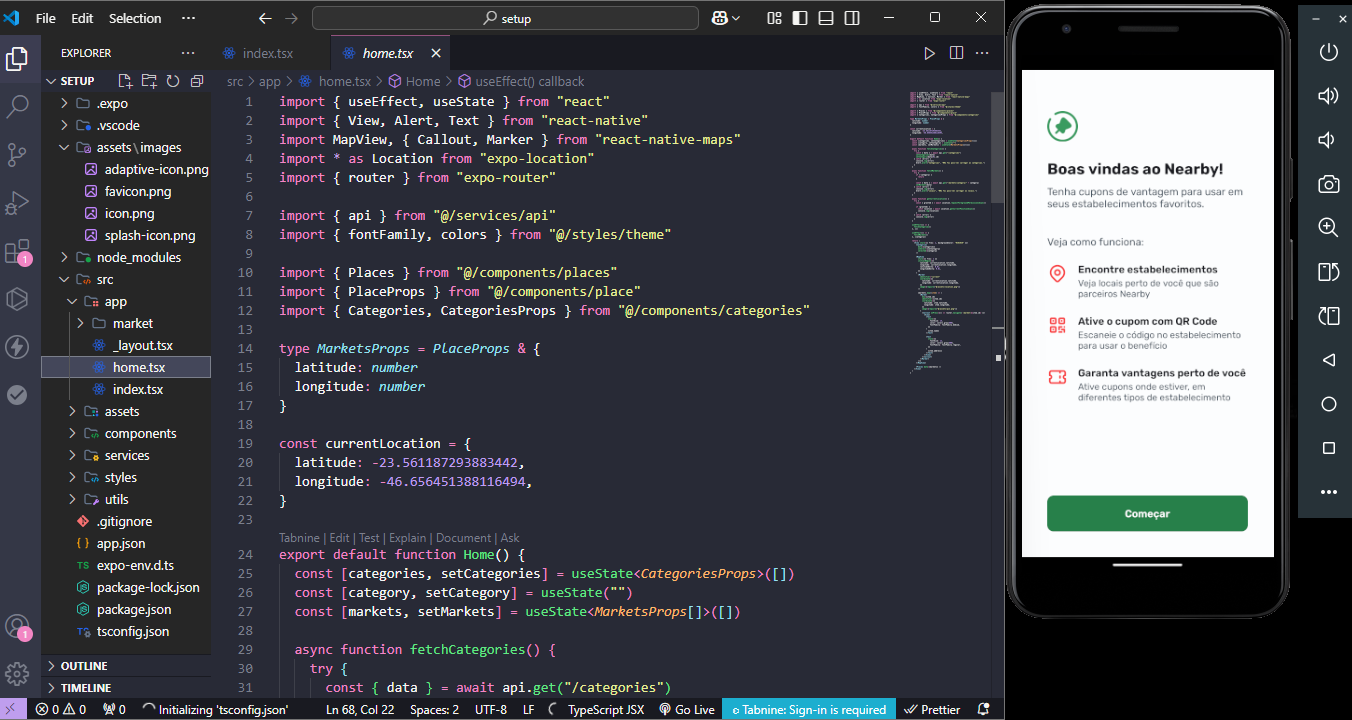 File Edit Selection ··· setup
EXPLORER ···
SETUP
.expo
.vscode
assets\images
adaptive-icon.png
favicon.png
icon.png
splash-icon.png
node_modules
src
app
market
_layout.tsx
home.tsx
index.tsx
assets
components
services
styles
utils
.gitignore
app.json
TS expo-env.d.ts
package-lock.json
package.json
TS tsconfig.json
OUTLINE
TIMELINE
1
1
index.tsx home.tsx
src > app > home.tsx > Home > useEffect() callback
1 import { useEffect, useState } from "react"
2 import { View, Alert, Text } from "react-native"
3 import MapView, { Callout, Marker } from "react-native-maps"
4 import * as Location from "expo-location"
5 import { router } from "expo-router"
6
7 import { api } from "@/services/api"
8 import { fontFamily, colors } from "@/styles/theme"
9
10 import { Places } from "@/components/places"
11 import { PlaceProps } from "@/components/place"
12 import { Categories, CategoriesProps } from "@/components/categories"
13
14 type MarketsProps = PlaceProps & {
15 latitude: number
16 longitude: number
17 }
18
19 const currentLocation = {
20 latitude: -23.561187293883442,
21 longitude: -46.656451388116494,
22 }
23
Tabnine | Edit | Test | Explain | Document | Ask
24 export default function Home() {
25 const [categories, setCategories] = useState<CategoriesProps>([])
26 const [category, setCategory] = useState("")
27 const [markets, setMarkets] = useState<MarketsProps[]>([])
28
29 async function fetchCategories() {
30 try {
31 const { data } = await api.get("/categories")
0 0 0 Initializing 'tsconfig.json' Ln 68, Col 22 Spaces: 2 UTF-8 LF TypeScript JSX Go Live Tabnine: Sign-in is required Prettier
Boas vindas ao Nearby!
Tenha cupons de vantagem para usar em
seus estabelecimentos favoritos.
Veja como funciona:
Encontre estabelecimentos
Veja locais perto de você que são
parceiros Nearby
Ative o cupom com QR Code
Escaneie o código no estabelecimento
para usar o benefício
Garanta vantagens perto de você
Ative cupons onde estiver, em
diferentes tipos de estabelecimento
Começar